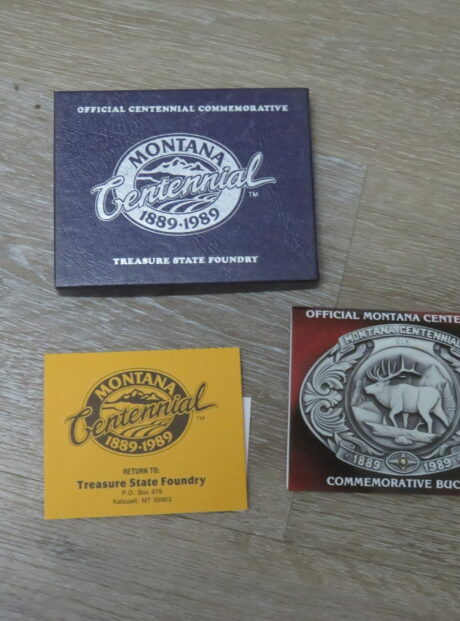 OFFICIAL CENTENNIAL COMMEMORATIVE
MONTANA
Centennial
TM
1889·1989
TREASURE STATE FOUNDRY
MONTANA
Centennial
TM
1889·1989
RETURN TO:
Treasure State Foundry
P.O. Box 878
Kalispell, MT 59903
OFFICIAL MONTANA CENTE
MONTANA CENTENNIAL
1889 1989
COMMEMORATIVE BUC